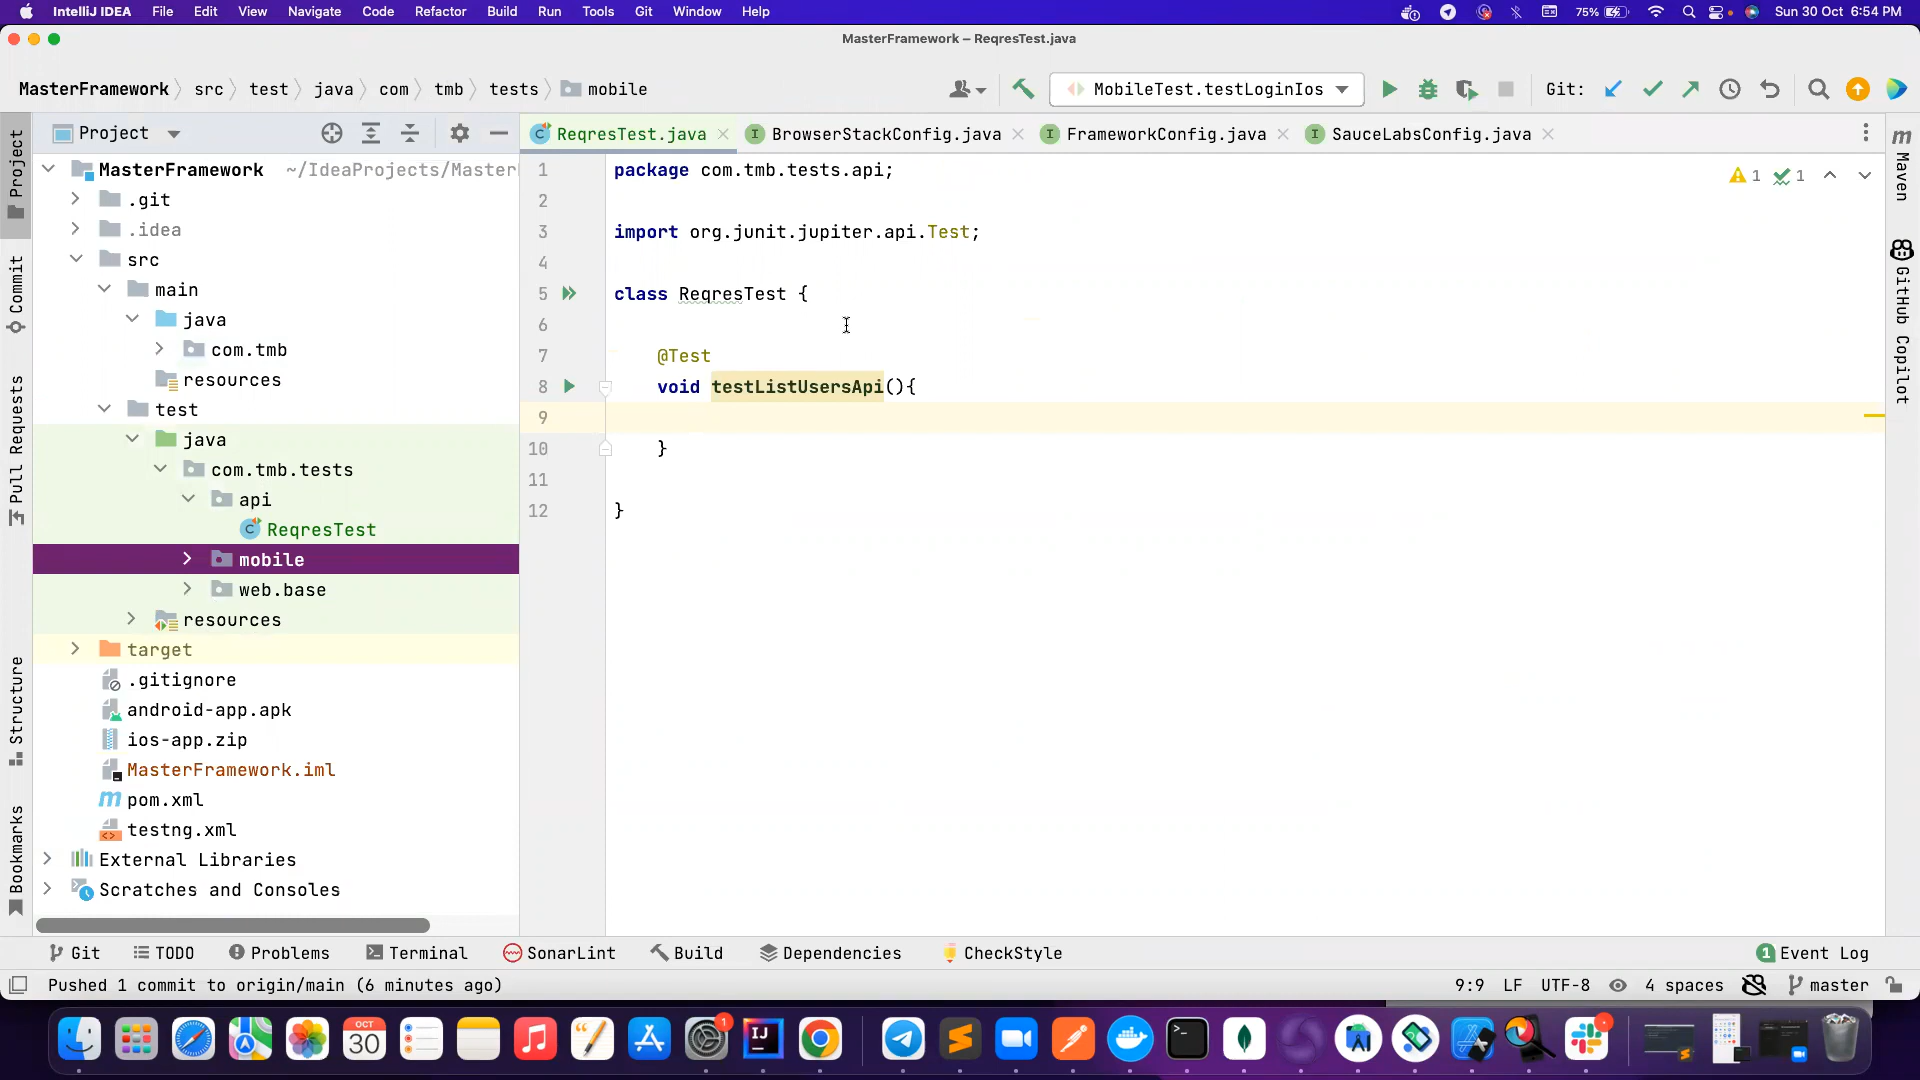 IntelliJ IDEA File Edit View Navigate Code Refactor Build Run Tools Git Window Help 75% Sun 30 Oct 6:54 PM
MasterFramework – ReqresTest.java
MasterFramework src test java com tmb tests mobile MobileTest.testLoginIos Git:
Project ReqresTest.java BrowserStackConfig.java FrameworkConfig.java SauceLabsConfig.java
MasterFramework ~/IdeaProjects/Master
.git
.idea
src
main
java
com.tmb
resources
test
java
com.tmb.tests
api
ReqresTest
mobile
web.base
resources
target
.gitignore
android-app.apk
ios-app.zip
MasterFramework.iml
pom.xml
testng.xml
External Libraries
Scratches and Consoles
1 package com.tmb.tests.api;
2
3 import org.junit.jupiter.api.Test;
4
5 class ReqresTest {
6
7 @Test
8 void testListUsersApi(){
9
10 }
11
12 }
1 1
Project
Commit
Pull Requests
Structure
Bookmarks
m Maven
GitHub Copilot
Git TODO Problems Terminal SonarLint Build Dependencies CheckStyle 1 Event Log
Pushed 1 commit to origin/main (6 minutes ago) 9:9 LF UTF-8 4 spaces master
OCT
30
1
IJ